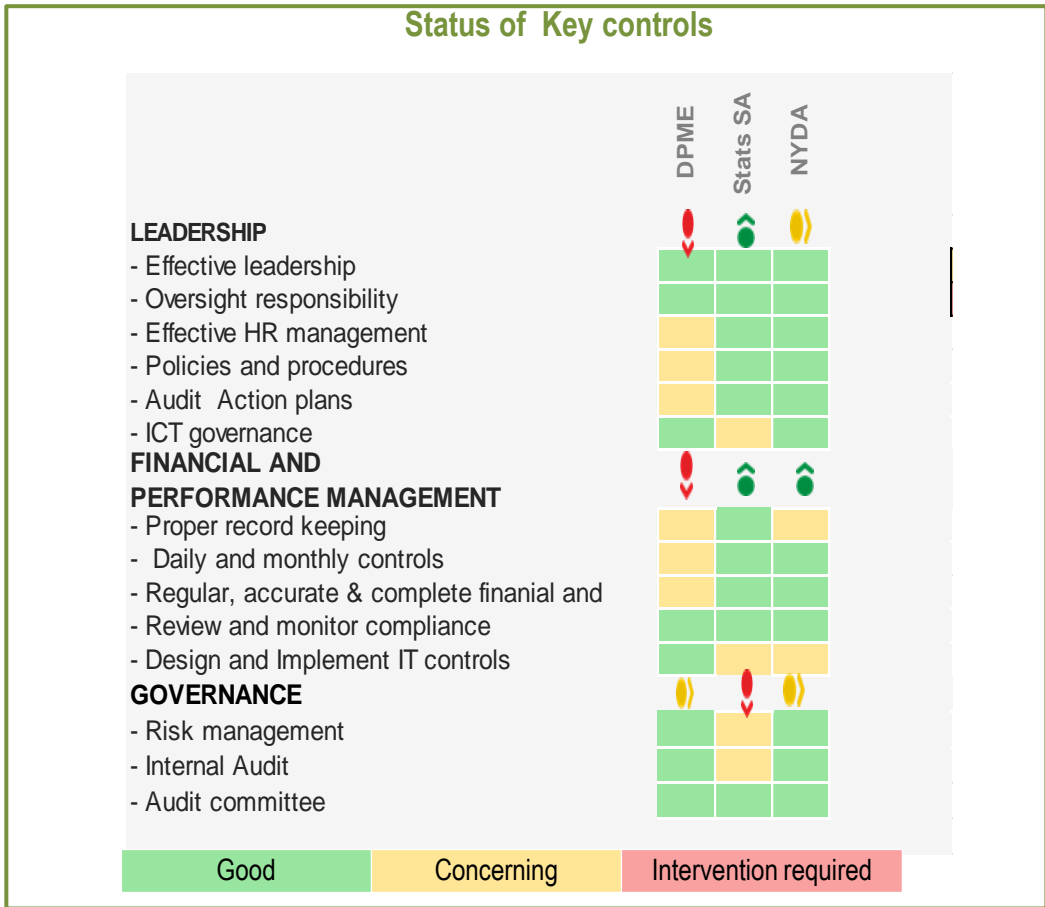 Status of Key controls
DPME
Stats SA
NYDA
LEADERSHIP
- Effective leadership
- Oversight responsibility
- Effective HR management
- Policies and procedures
- Audit Action plans
- ICT governance
FINANCIAL AND
PERFORMANCE MANAGEMENT
- Proper record keeping
- Daily and monthly controls
- Regular, accurate & complete finanial and
- Review and monitor compliance
- Design and Implement IT controls
GOVERNANCE
- Risk management
- Internal Audit
- Audit committee
Good
Concerning
Intervention required